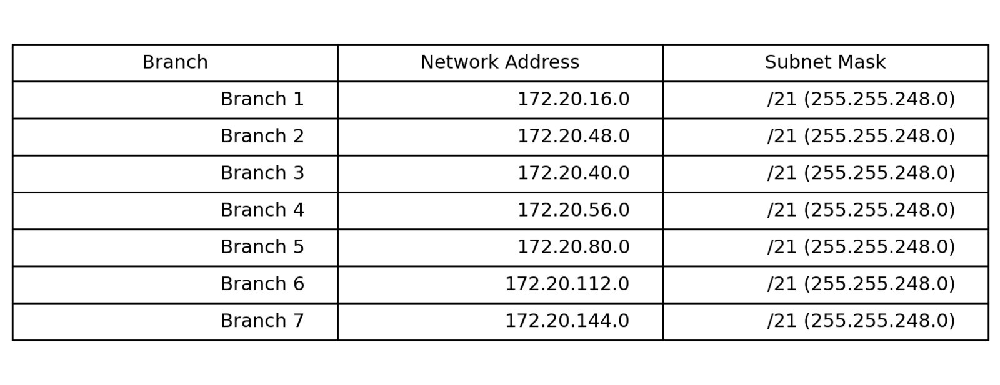 Branch Network Address Subnet Mask
Branch 1 172.20.16.0 /21 (255.255.248.0)
Branch 2 172.20.48.0 /21 (255.255.248.0)
Branch 3 172.20.40.0 /21 (255.255.248.0)
Branch 4 172.20.56.0 /21 (255.255.248.0)
Branch 5 172.20.80.0 /21 (255.255.248.0)
Branch 6 172.20.112.0 /21 (255.255.248.0)
Branch 7 172.20.144.0 /21 (255.255.248.0)